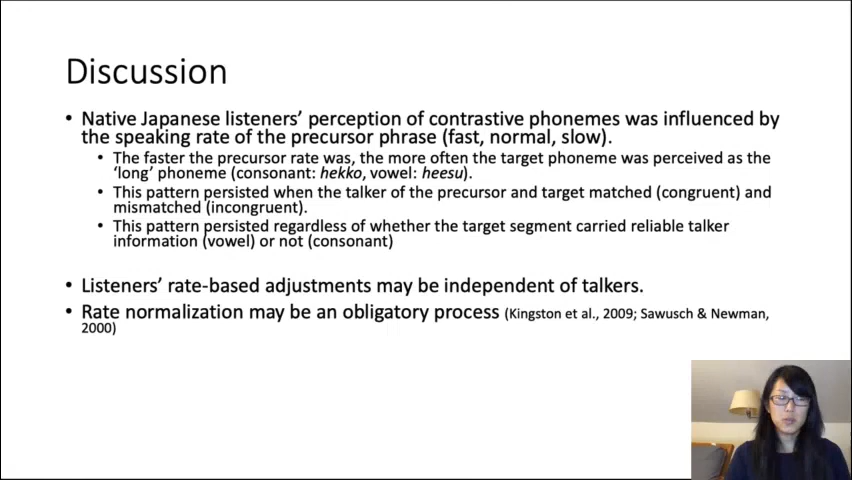 Discussion
• Native Japanese listeners' perception of contrastive phonemes was influenced by
the speaking rate of the precursor phrase (fast, normal, slow).
• The faster the precursor rate was, the more often the target phoneme was perceived as the
'long' phoneme (consonant: hekko, vowel: heesu).
• This pattern persisted when the talker of the precursor and target matched (congruent) and
mismatched (incongruent).
• This pattern persisted regardless of whether the target segment carried reliable talker
information (vowel) or not (consonant)
• Listeners' rate-based adjustments may be independent of talkers.
• Rate normalization may be an obligatory process (Kingston et al., 2009; Sawusch & Newman,
2000)